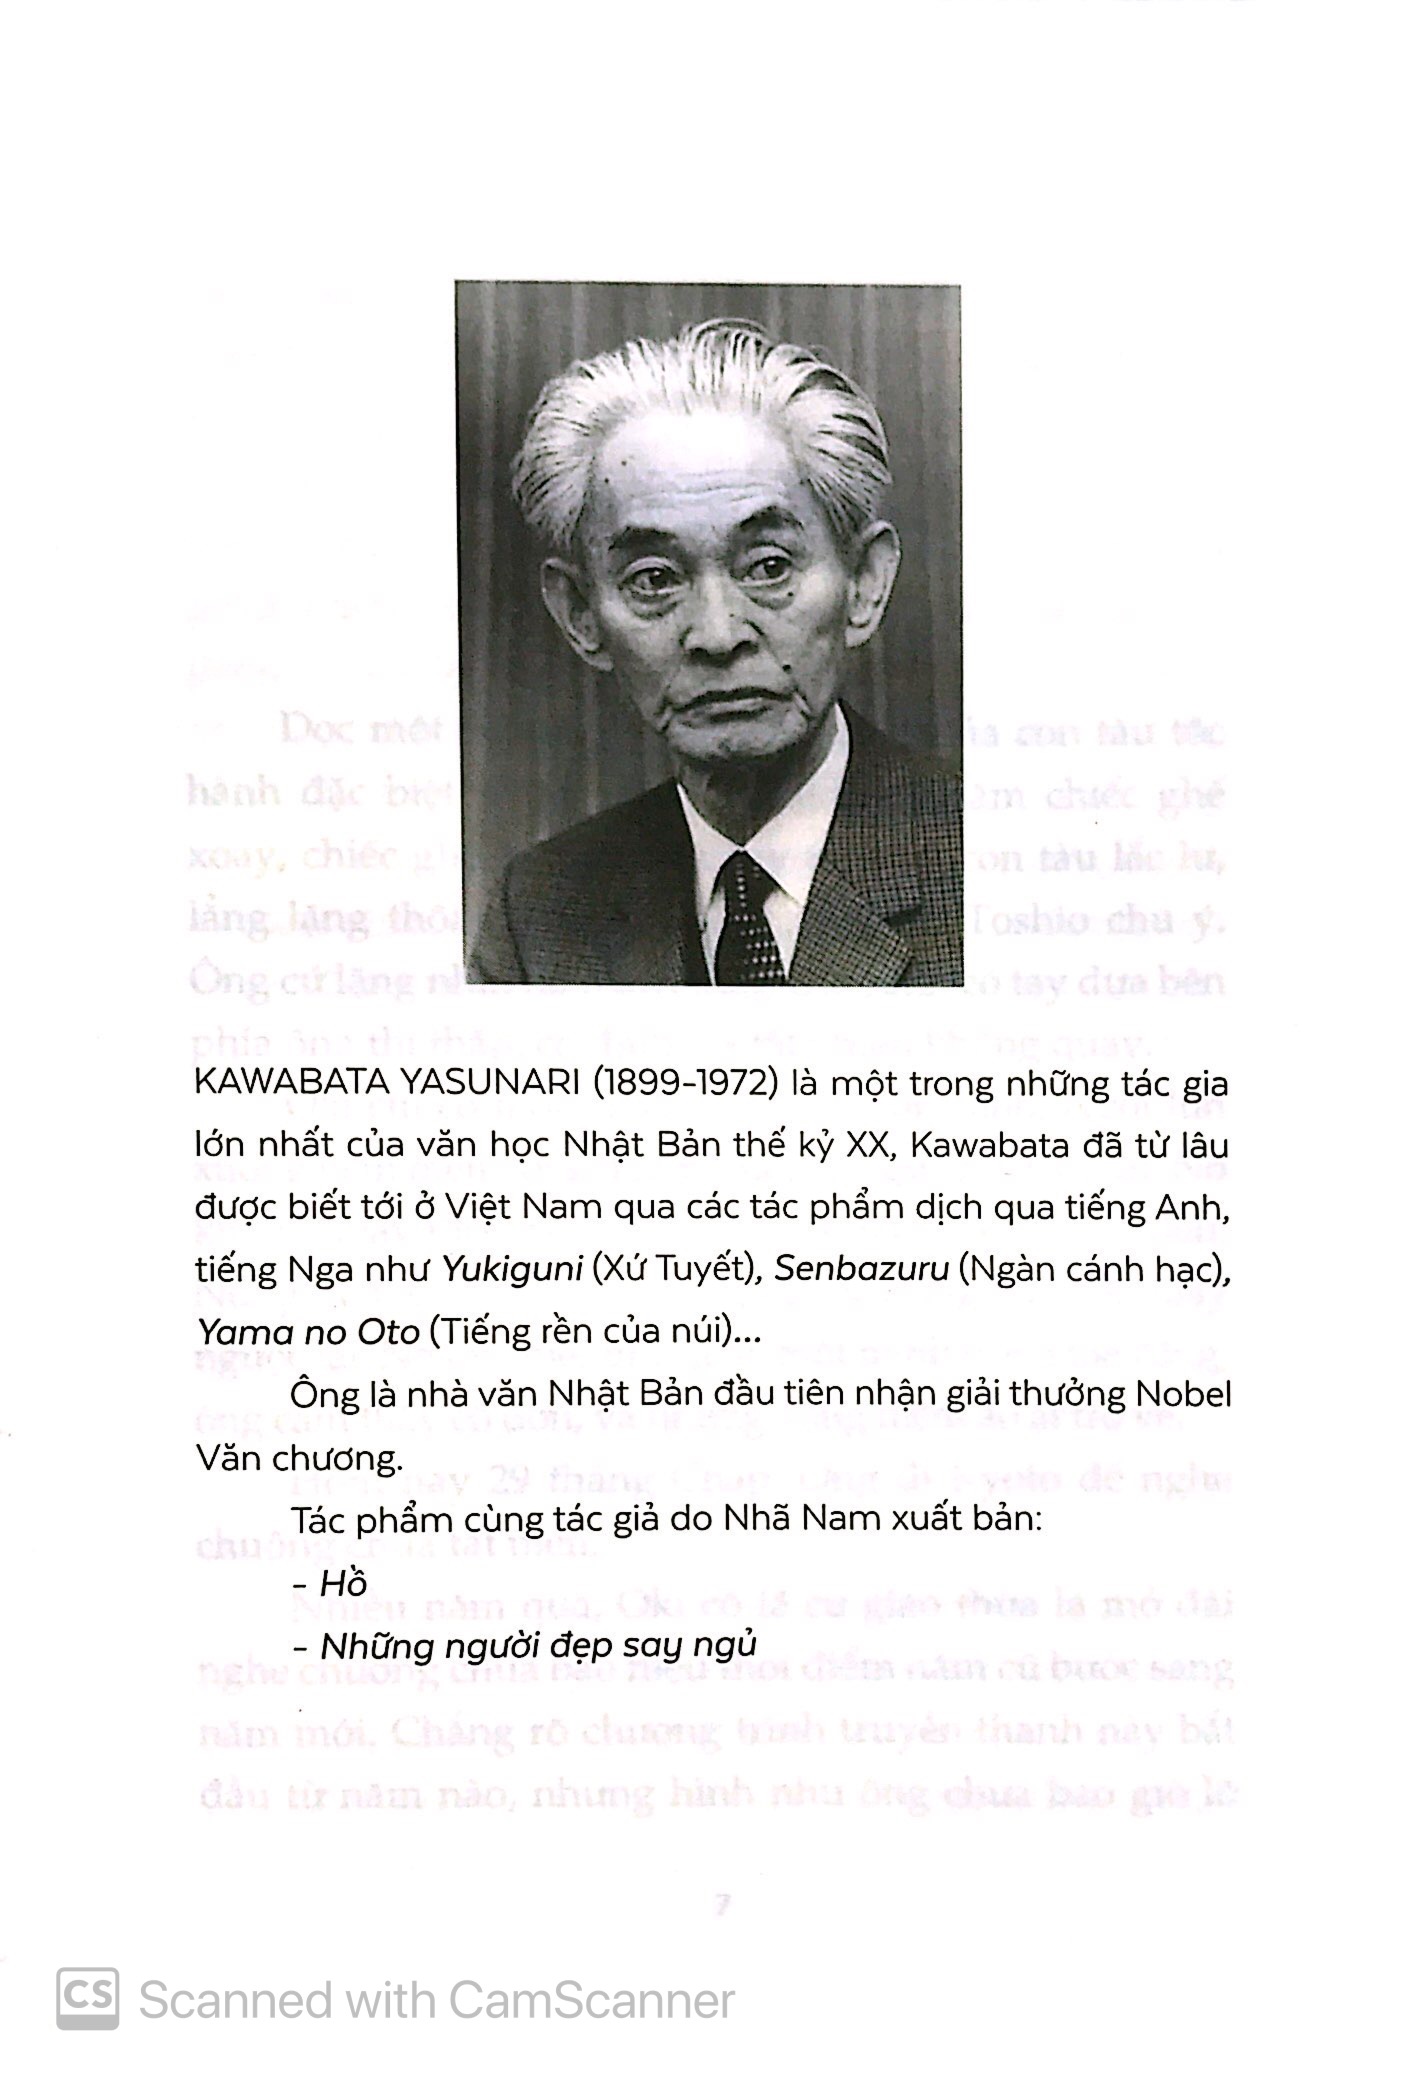 KAWABATA YASUNARI (1899-1972) là một trong những tác gia
lớn nhất của văn học Nhật Bản thế kỷ XX, Kawabata đã từ lâu
được biết tới ở Việt Nam qua các tác phẩm dịch qua tiếng Anh,
tiếng Nga như Yukiguni (Xứ Tuyết), Senbazuru (Ngàn cánh hạc),
Yama no Oto (Tiếng rền của núi)...
Ông là nhà văn Nhật Bản đầu tiên nhận giải thưởng Nobel
Văn chương.
Tác phẩm cùng tác giả do Nhã Nam xuất bản:
- Hồ
- Những người đẹp say ngủ
7
CS Scanned with CamScanner